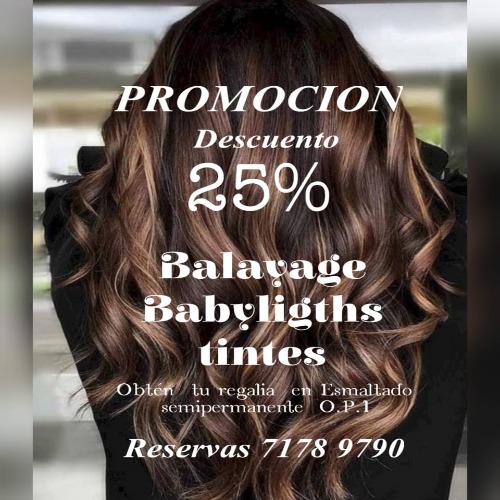 PROMOCION
Descuento
25%
Balayage
Babyligths
tintes
Obtén tu regalia en Esmaltado
semipermanente O.P.I
Reservas 7178 9790